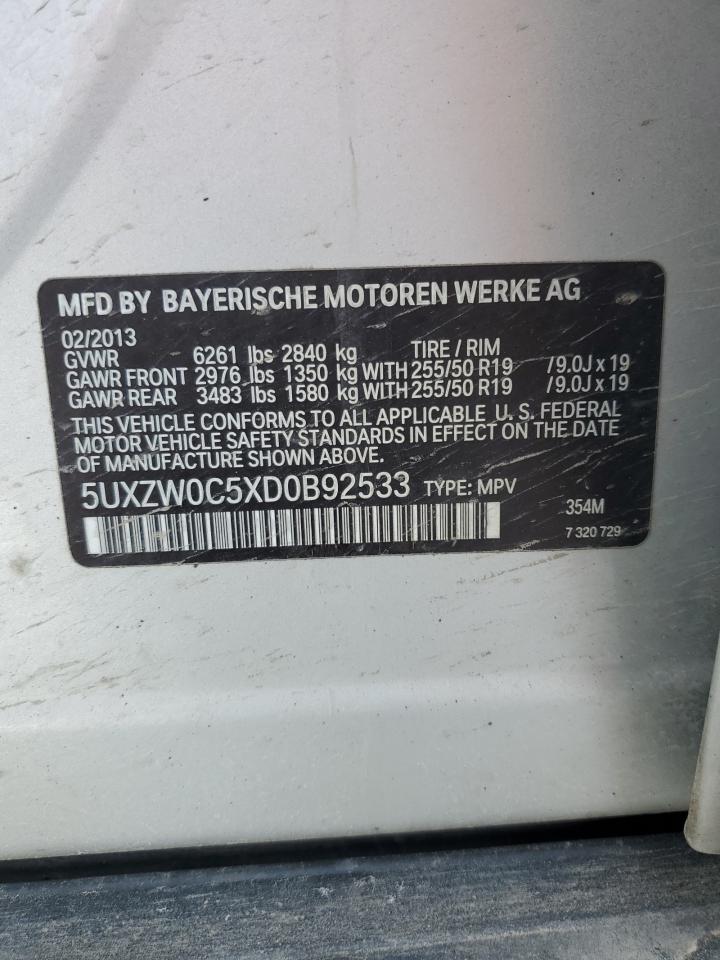 MFD BY BAYERISCHE MOTOREN WERKE AG
02/2013
GVWR 6261 lbs 2840 kg TIRE / RIM
GAWR FRONT 2976 lbs 1350 kg WITH 255/50 R19 /9.0J x 19
GAWR REAR 3483 lbs 1580 kg WITH 255/50 R19 /9.0J x 19
THIS VEHICLE CONFORMS TO ALL APPLICABLE U. S. FEDERAL
MOTOR VEHICLE SAFETY STANDARDS IN EFFECT ON THE DATE
OF MANUFACTURE SHOWN ABOVE.
5UXZW0C5XD0B92533 TYPE: MPV
354M
7 320 729